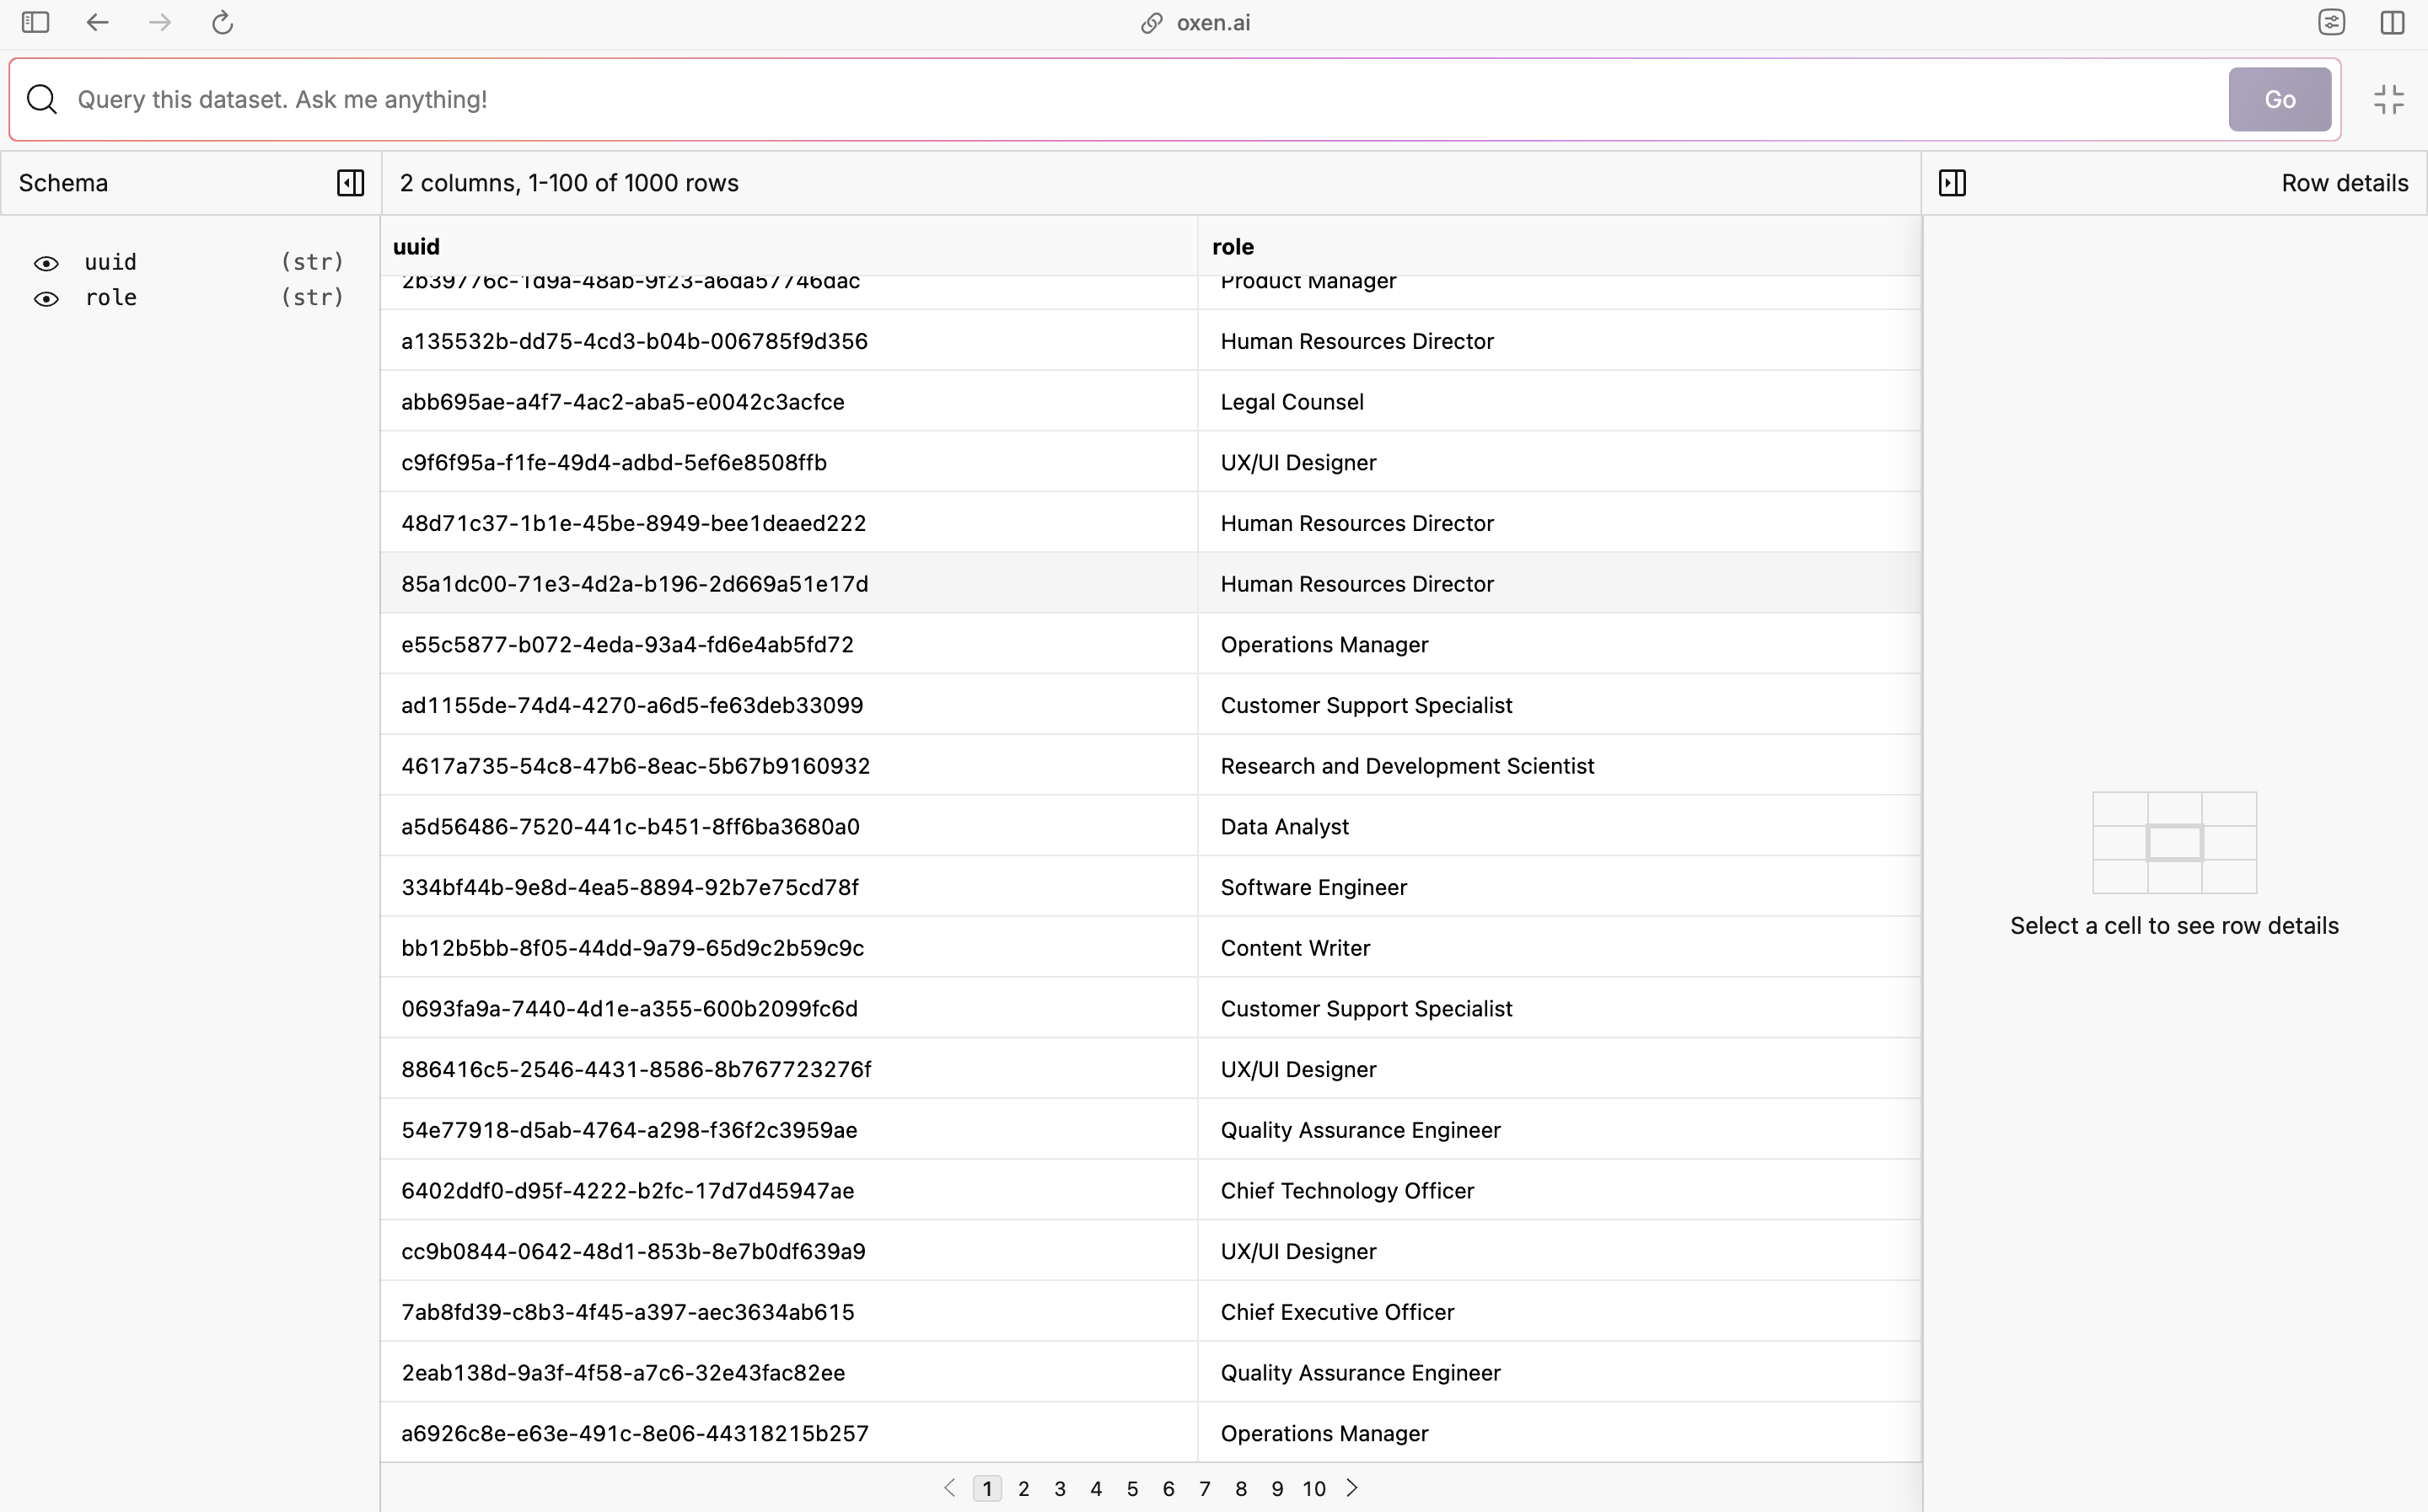 oxen.ai
Query this dataset. Ask me anything!
Go
Schema
2 columns, 1-100 of 1000 rows
Row details
uuid (str)
role (str)
uuid role
2b39776c-1d9a-48ab-9f23-a6da57746dac Product Manager
a135532b-dd75-4cd3-b04b-006785f9d356 Human Resources Director
abb695ae-a4f7-4ac2-aba5-e0042c3acfce Legal Counsel
c9f6f95a-f1fe-49d4-adbd-5ef6e8508ffb UX/UI Designer
48d71c37-1b1e-45be-8949-bee1deaed222 Human Resources Director
85a1dc00-71e3-4d2a-b196-2d669a51e17d Human Resources Director
e55c5877-b072-4eda-93a4-fd6e4ab5fd72 Operations Manager
ad1155de-74d4-4270-a6d5-fe63deb33099 Customer Support Specialist
4617a735-54c8-47b6-8eac-5b67b9160932 Research and Development Scientist
a5d56486-7520-441c-b451-8ff6ba3680a0 Data Analyst
334bf44b-9e8d-4ea5-8894-92b7e75cd78f Software Engineer
bb12b5bb-8f05-44dd-9a79-65d9c2b59c9c Content Writer
0693fa9a-7440-4d1e-a355-600b2099fc6d Customer Support Specialist
886416c5-2546-4431-8586-8b767723276f UX/UI Designer
54e77918-d5ab-4764-a298-f36f2c3959ae Quality Assurance Engineer
6402ddf0-d95f-4222-b2fc-17d7d45947ae Chief Technology Officer
cc9b0844-0642-48d1-853b-8e7b0df639a9 UX/UI Designer
7ab8fd39-c8b3-4f45-a397-aec3634ab615 Chief Executive Officer
2eab138d-9a3f-4f58-a7c6-32e43fac82ee Quality Assurance Engineer
a6926c8e-e63e-491c-8e06-44318215b257 Operations Manager
Select a cell to see row details
1 2 3 4 5 6 7 8 9 10